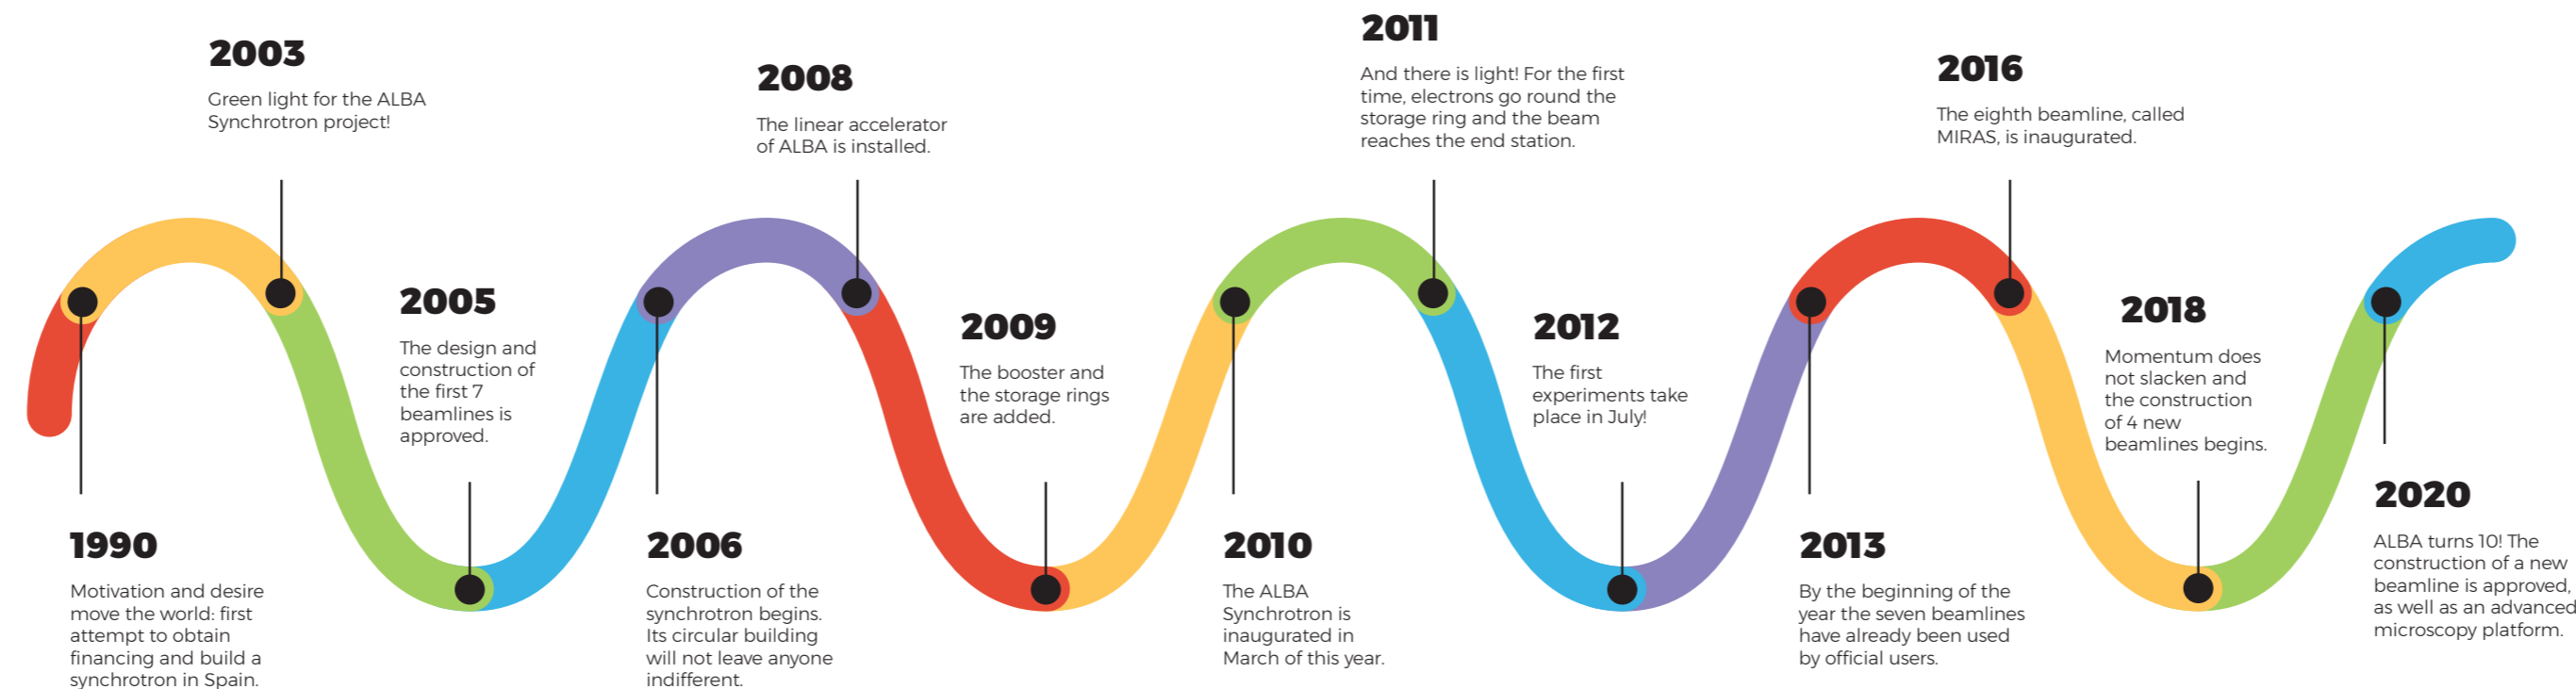 1990
Motivation and desire
move the world: first
attempt to obtain
financing and build a
synchrotron in Spain.
2003
Green light for the ALBA
Synchrotron project!
2005
The design and
construction of
the first 7
beamlines is
approved.
2006
Construction of the
synchrotron begins.
Its circular building
will not leave anyone
indifferent.
2008
The linear accelerator
of ALBA is installed.
2009
The booster and
the storage rings
are added.
2010
The ALBA
Synchrotron is
inaugurated in
March of this year.
2011
And there is light! For the first
time, electrons go round the
storage ring and the beam
reaches the end station.
2012
The first
experiments take
place in July!
2013
By the beginning of the
year the seven beamlines
have already been used
by official users.
2016
The eighth beamline, called
MIRAS, is inaugurated.
2018
Momentum does
not slacken and
the construction
of 4 new
beamlines begins.
2020
ALBA turns 10! The
construction of a new
beamline is approved,
as well as an advanced
microscopy platform.